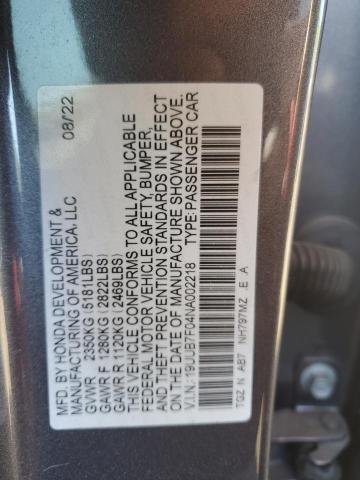 MFD. BY HONDA DEVELOPMENT & 08/22
MANUFACTURING OF AMERICA, LLC
GVWR 2350KG (5181LBS)
GAWR F 1280KG (2822LBS)
GAWR R 1120KG (2469LBS)
THIS VEHICLE CONFORMS TO ALL APPLICABLE
FEDERAL MOTOR VEHICLE SAFETY, BUMPER,
AND THEFT PREVENTION STANDARDS IN EFFECT
ON THE DATE OF MANUFACTURE SHOWN ABOVE.
V.I.N.: 19UUB7F04NA002218 TYPE: PASSENGER CAR
TGZ N AB7 NH797MZ E A